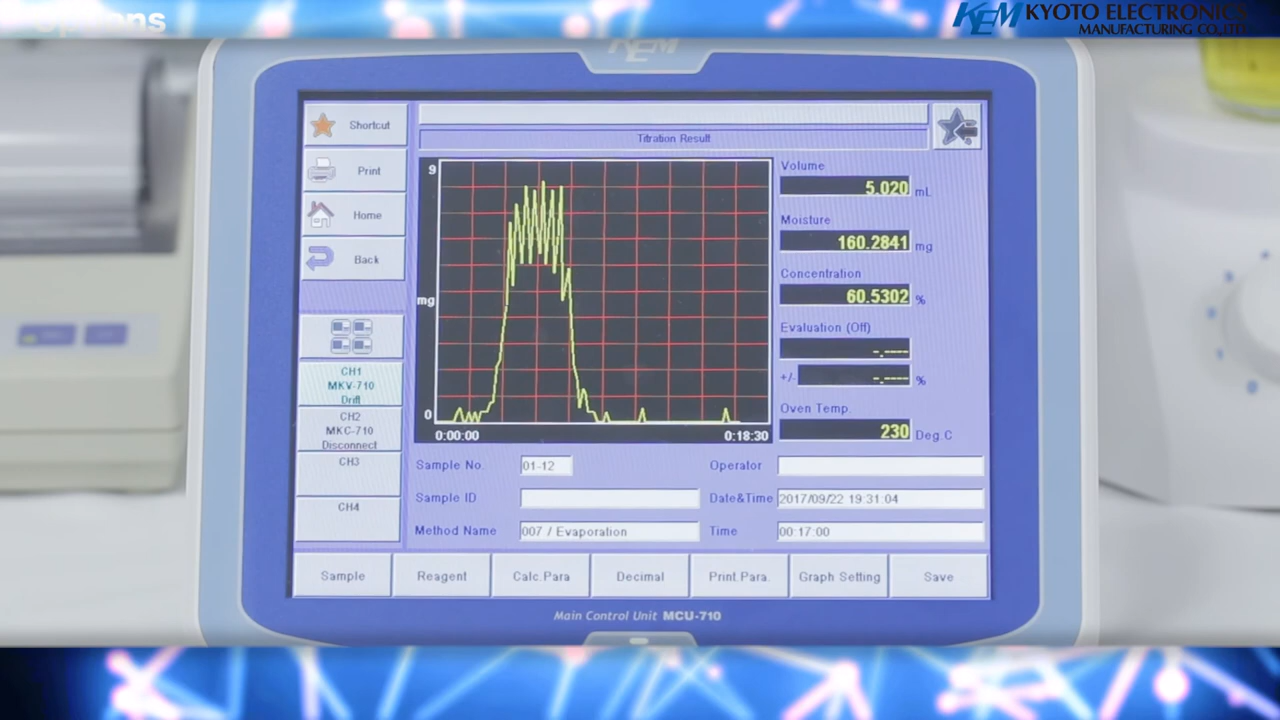 Options
KEM KYOTO ELECTRONICS
MANUFACTURING CO.,LTD.
KEM
Shortcut
Print
Home
Back
CH1
MKV-710
Drift
CH2
MKC-710
Disconnect
CH3
CH4
Titration Result
9
mg
0
0:00:00 0:18:30
Volume
5.020 mL
Moisture
160.2841 mg
Concentration
60.5302 %
Evaluation (Off)
-.----
+/- -.---- %
Oven Temp.
230 Deg.C
Sample No. 01-12 Operator
Sample ID Date&Time 2017/09/22 19:31:04
Method Name 007 / Evaporation Time 00:17:00
Sample Reagent Calc.Para Decimal Print.Para. Graph Setting Save
Main Control Unit MCU-710